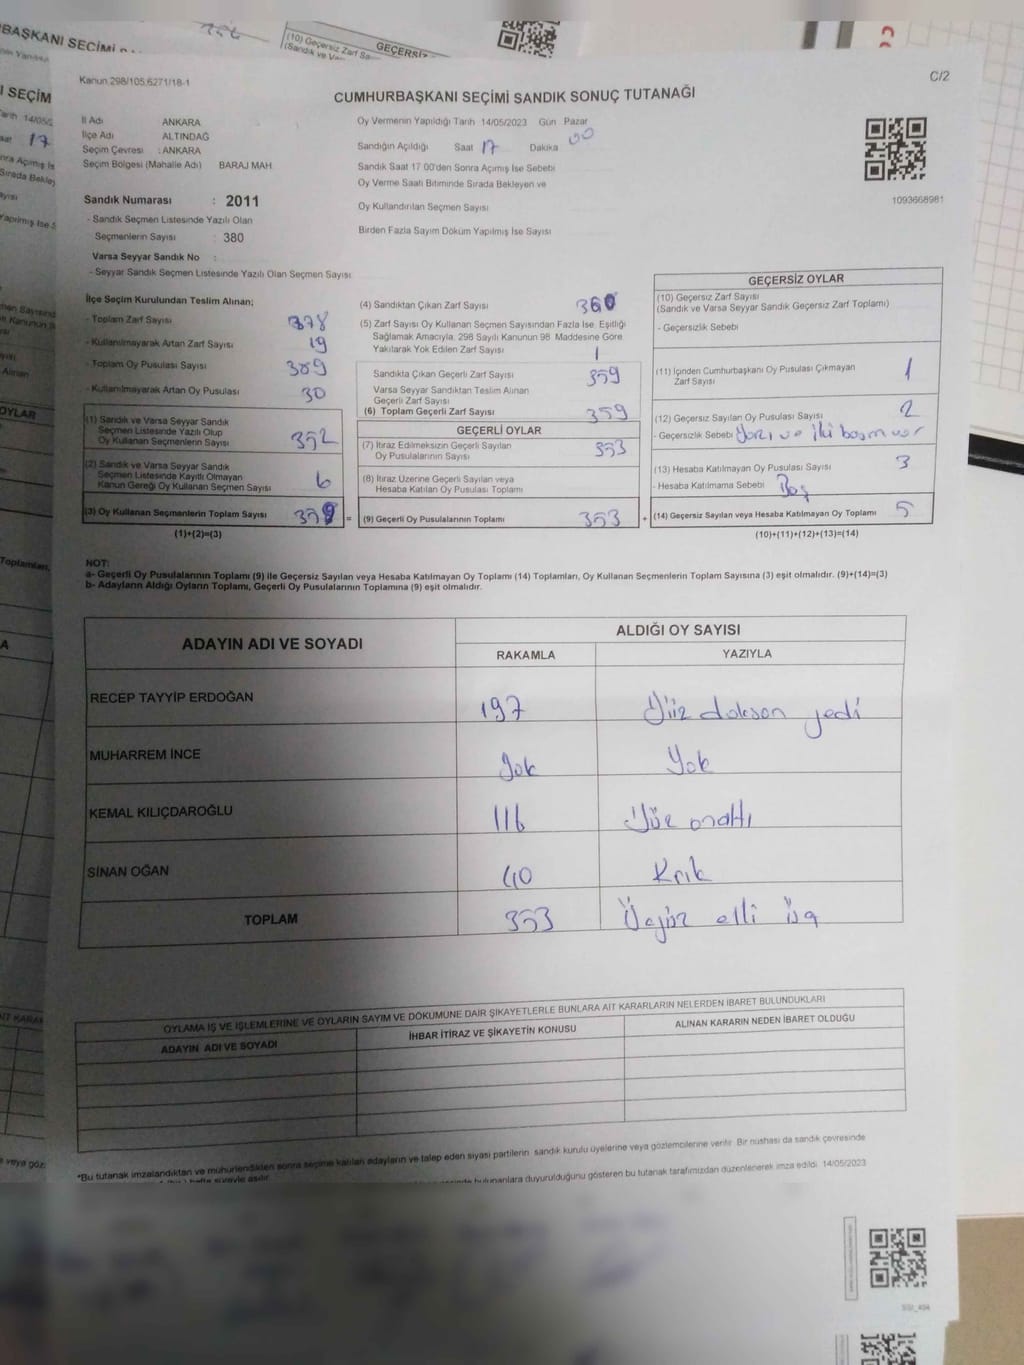 BAŞKANI SEÇİMİ
356
(10) Geçersiz Zarf Sa
(Sandık ve Va
GEÇERSİZ
Kanun 298/105,6271/18-1
C/2
CUMHURBAŞKANI SEÇİMİ SANDIK SONUÇ TUTANAĞI
İl Adı ANKARA
İlçe Adı ALTINDAĞ
Seçim Çevresi : ANKARA
Seçim Bölgesi (Mahalle Adı) BARAJ MAH
Oy Vermenin Yapıldığı Tarih 14/05/2023 Gün Pazar
Sandığın Açıldığı Saat 17 Dakika 00
Sandık Saat 17 00'den Sonra Açımış İse Sebebi
Oy Verme Saati Bitiminde Sırada Bekleyen ve
Oy Kullandırılan Seçmen Sayısı
Birden Fazla Sayım Döküm Yapılmış İse Sayısı
1093668981
Sandık Numarası : 2011
- Sandık Seçmen Listesinde Yazılı Olan
Seçmenlerin Sayısı : 380
Varsa Seyyar Sandık No :
- Seyyar Sandık Seçmen Listesinde Yazılı Olan Seçmen Sayısı
İlçe Seçim Kurulundan Teslim Alınan;
- Toplam Zarf Sayısı 378
- Kullanılmayarak Artan Zarf Sayısı 19
- Toplam Oy Pusulası Sayısı 389
- Kullanılmayarak Artan Oy Pusulası 30
(1) Sandık ve Varsa Seyyar Sandık
Seçmen Listesinde Yazılı Olup
Oy Kullanan Seçmenlerin Sayısı 352
(2) Sandık ve Varsa Seyyar Sandık
Seçmen Listesinde Kayıtlı Olmayan
Kanun Gereği Oy Kullanan Seçmen Sayısı 6
(3) Oy Kullanan Seçmenlerin Toplam Sayısı =
(1)+(2)=(3)
(4) Sandıktan Çıkan Zarf Sayısı 360
(5) Zarf Sayısı Oy Kullanan Seçmen Sayısından Fazla İse, Eşitliği
Sağlamak Amacıyla, 298 Sayılı Kanunun 98 Maddesine Göre
Yakılarak Yok Edilen Zarf Sayısı 1
Sandıkta Çıkan Geçerli Zarf Sayısı 359
Varsa Seyyar Sandıktan Teslim Alınan
Geçerli Zarf Sayısı
(6) Toplam Geçerli Zarf Sayısı 359
GEÇERLİ OYLAR
(7) İtiraz Edilmeksizin Geçerli Sayılan
Oy Pusulalarının Sayısı 353
(8) İtiraz Üzerine Geçerli Sayılan veya
Hesaba Katılan Oy Pusulası Toplamı
(9) Geçerli Oy Pusulalarının Toplamı 353 +
GEÇERSİZ OYLAR
(10) Geçersiz Zarf Sayısı
(Sandık ve Varsa Seyyar Sandık Geçersiz Zarf Toplamı)
- Geçersizlik Sebebi
(11) İçinden Cumhurbaşkanı Oy Pusulası Çıkmayan
Zarf Sayısı 1
(12) Geçersiz Sayılan Oy Pusulası Sayısı 2
- Geçersizlik Sebebi Yazı ve iki basım var
(13) Hesaba Katılmayan Oy Pusulası Sayısı 3
- Hesaba Katılmama Sebebi Boş
(14) Geçersiz Sayılan veya Hesaba Katılmayan Oy Toplamı 5
(10)+(11)+(12)+(13)=(14)
NOT:
a- Geçerli Oy Pusulalarının Toplamı (9) ile Geçersiz Sayılan veya Hesaba Katılmayan Oy Toplamı (14) Toplamları, Oy Kullanan Seçmenlerin Toplam Sayısına (3) eşit olmalıdır. (9)+(14)=(3)
b- Adayların Aldığı Oyların Toplamı, Geçerli Oy Pusulalarının Toplamına (9) eşit olmalıdır.
ADAYIN ADI VE SOYADI
ALDIĞI OY SAYISI
RAKAMLA YAZIYLA
RECEP TAYYİP ERDOĞAN 197 Yüz doksan yedi
MUHARREM İNCE yok Yok
KEMAL KILIÇDAROĞLU 116 Yüz onaltı
SİNAN OĞAN 40 Kırk
TOPLAM 353 Üçyüz elli üç
OYLAMA İŞ VE İŞLEMLERİNE VE OYLARIN SAYIM VE DÖKÜMÜNE DAİR ŞİKAYETLERLE BUNLARA AİT KARARLARIN NELERDEN İBARET BULUNDUKLARI
ADAYIN ADI VE SOYADI İHBAR İTİRAZ VE ŞİKAYETİN KONUSU ALINAN KARARIN NEDEN İBARET OLDUĞU
*Bu tutanak imzalandıktan ve mühürlendikten sonra seçime katılan adayların ve talep eden siyasi partilerin sandık kurulu üyelerine veya gözlemcilerine verilir. Bir nüshası da sandık çevresinde
bulunanlara duyurulduğunu gösteren bu tutanak tarafımızdan düzenlenerek imza edildi. 14/05/2023